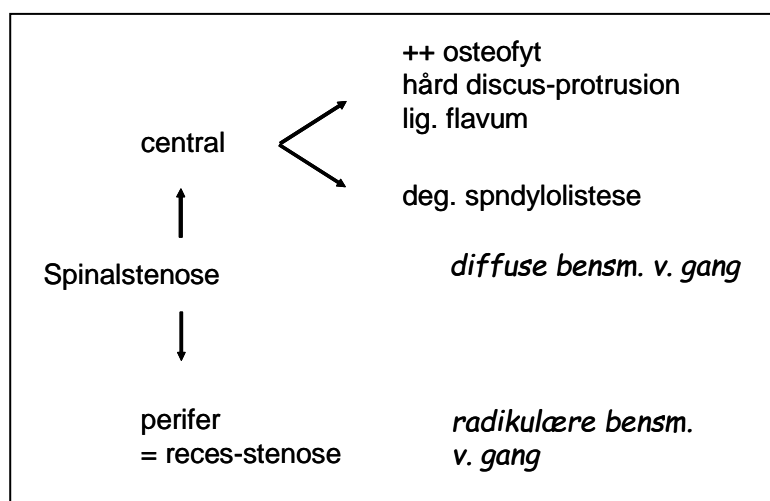 ++ osteofyt
hård discus-protrusion
lig. flavum
central
deg. spndylolistese
Spinalstenose
diffuse bensm. v. gang
perifer
= reces-stenose
radikulære bensm.
v. gang